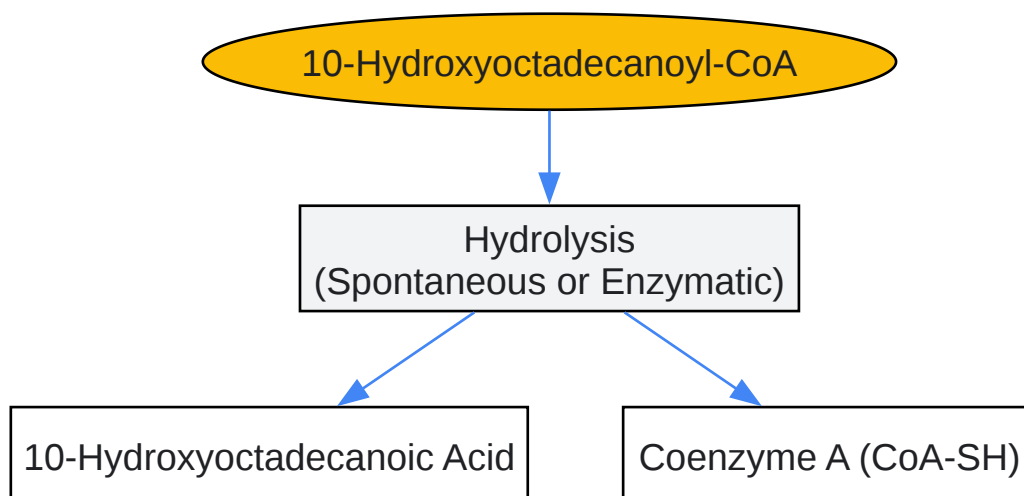 10-Hydroxyoctadecanoyl-CoA
Hydrolysis
(Spontaneous or Enzymatic)
10-Hydroxyoctadecanoic Acid
Coenzyme A (CoA-SH)